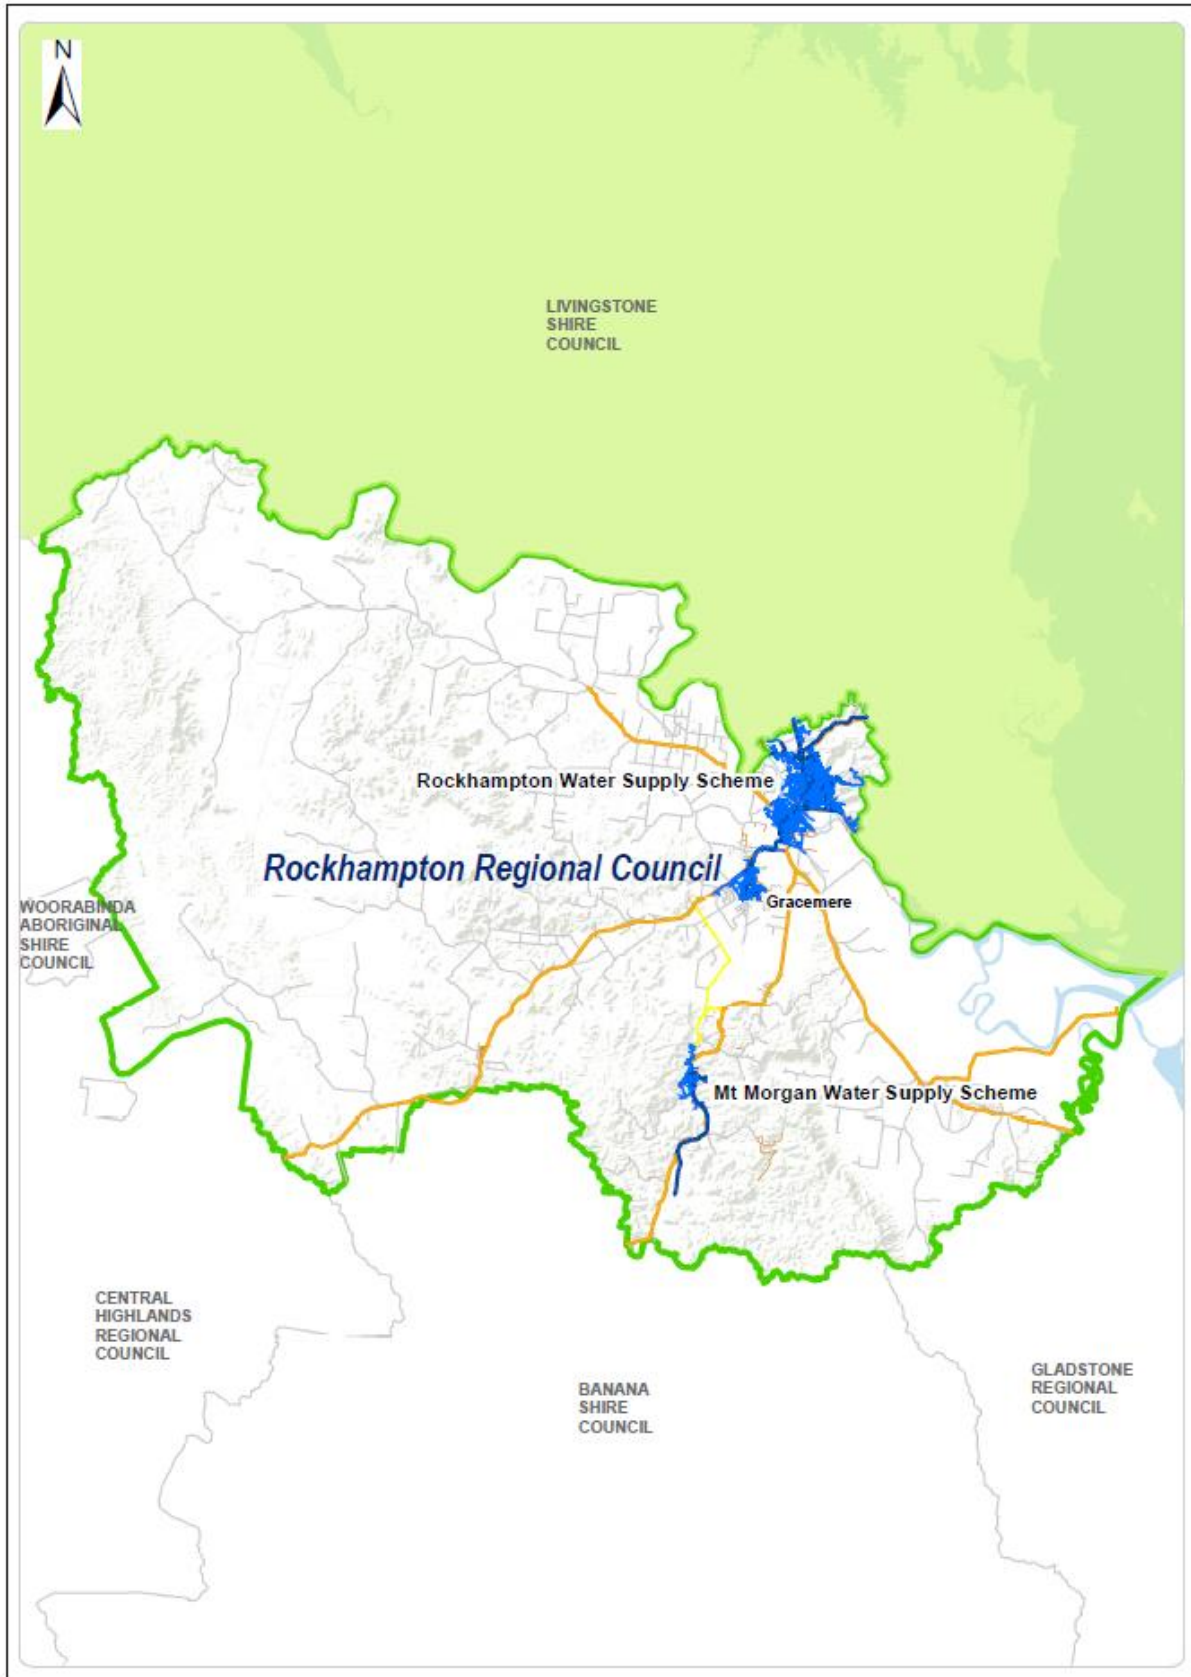 N
LIVINGSTONE
SHIRE
COUNCIL
Rockhampton Water Supply Scheme
Rockhampton Regional Council
Gracemere
WOORABINDA
ABORIGINAL
SHIRE
COUNCIL
Mt Morgan Water Supply Scheme
CENTRAL
HIGHLANDS
REGIONAL
COUNCIL
BANANA
SHIRE
COUNCIL
GLADSTONE
REGIONAL
COUNCIL